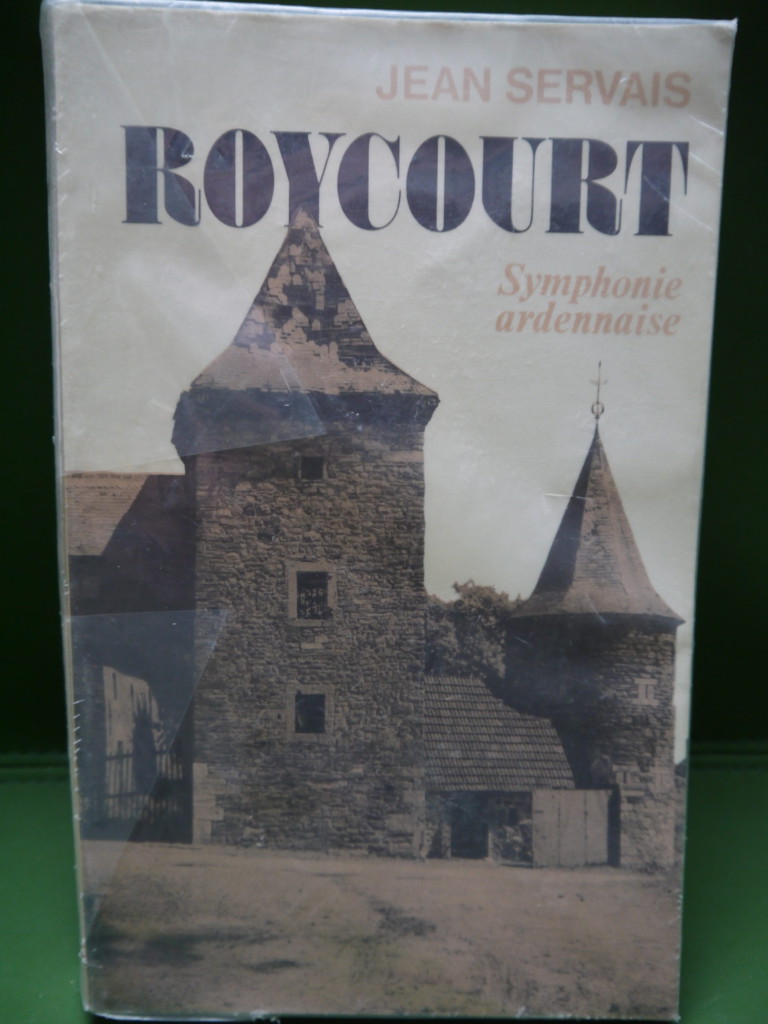 JEAN SERVAIS
ROYCOURT
Symphonie
ardennaise